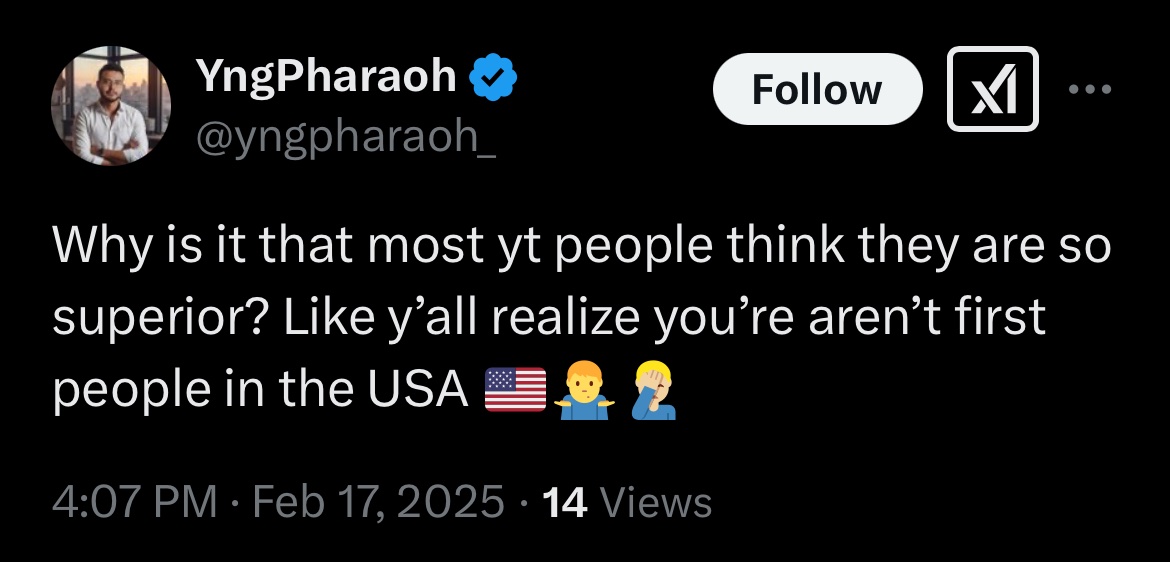 YngPharaoh
@yngpharaoh_
Follow
Why is it that most yt people think they are so
superior? Like y’all realize you’re aren’t first
people in the USA 🇺🇸🤷‍♂️🤦🏼‍♂️
4:07 PM · Feb 17, 2025 · 14 Views